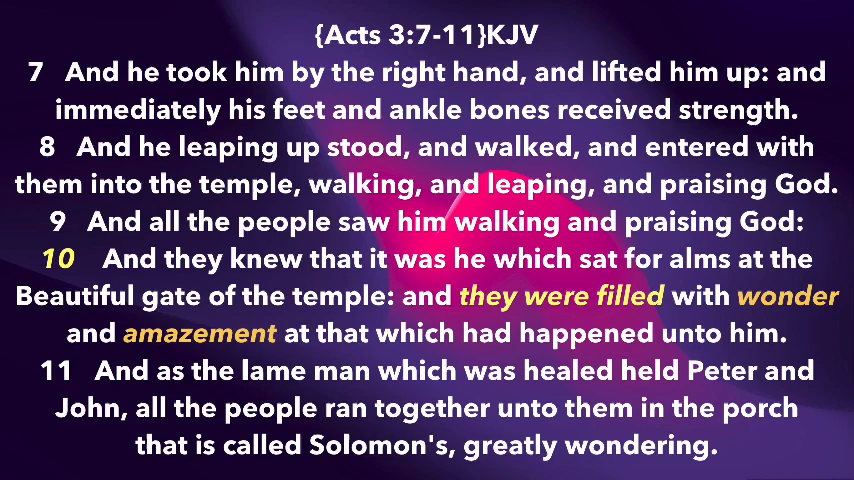 {Acts 3:7-11}KJV
7 And he took him by the right hand, and lifted him up: and
immediately his feet and ankle bones received strength.
8 And he leaping up stood, and walked, and entered with
them into the temple, walking, and leaping, and praising God.
9 And all the people saw him walking and praising God:
10 And they knew that it was he which sat for alms at the
Beautiful gate of the temple: and they were filled with wonder
and amazement at that which had happened unto him.
11 And as the lame man which was healed held Peter and
John, all the people ran together unto them in the porch
that is called Solomon's, greatly wondering.